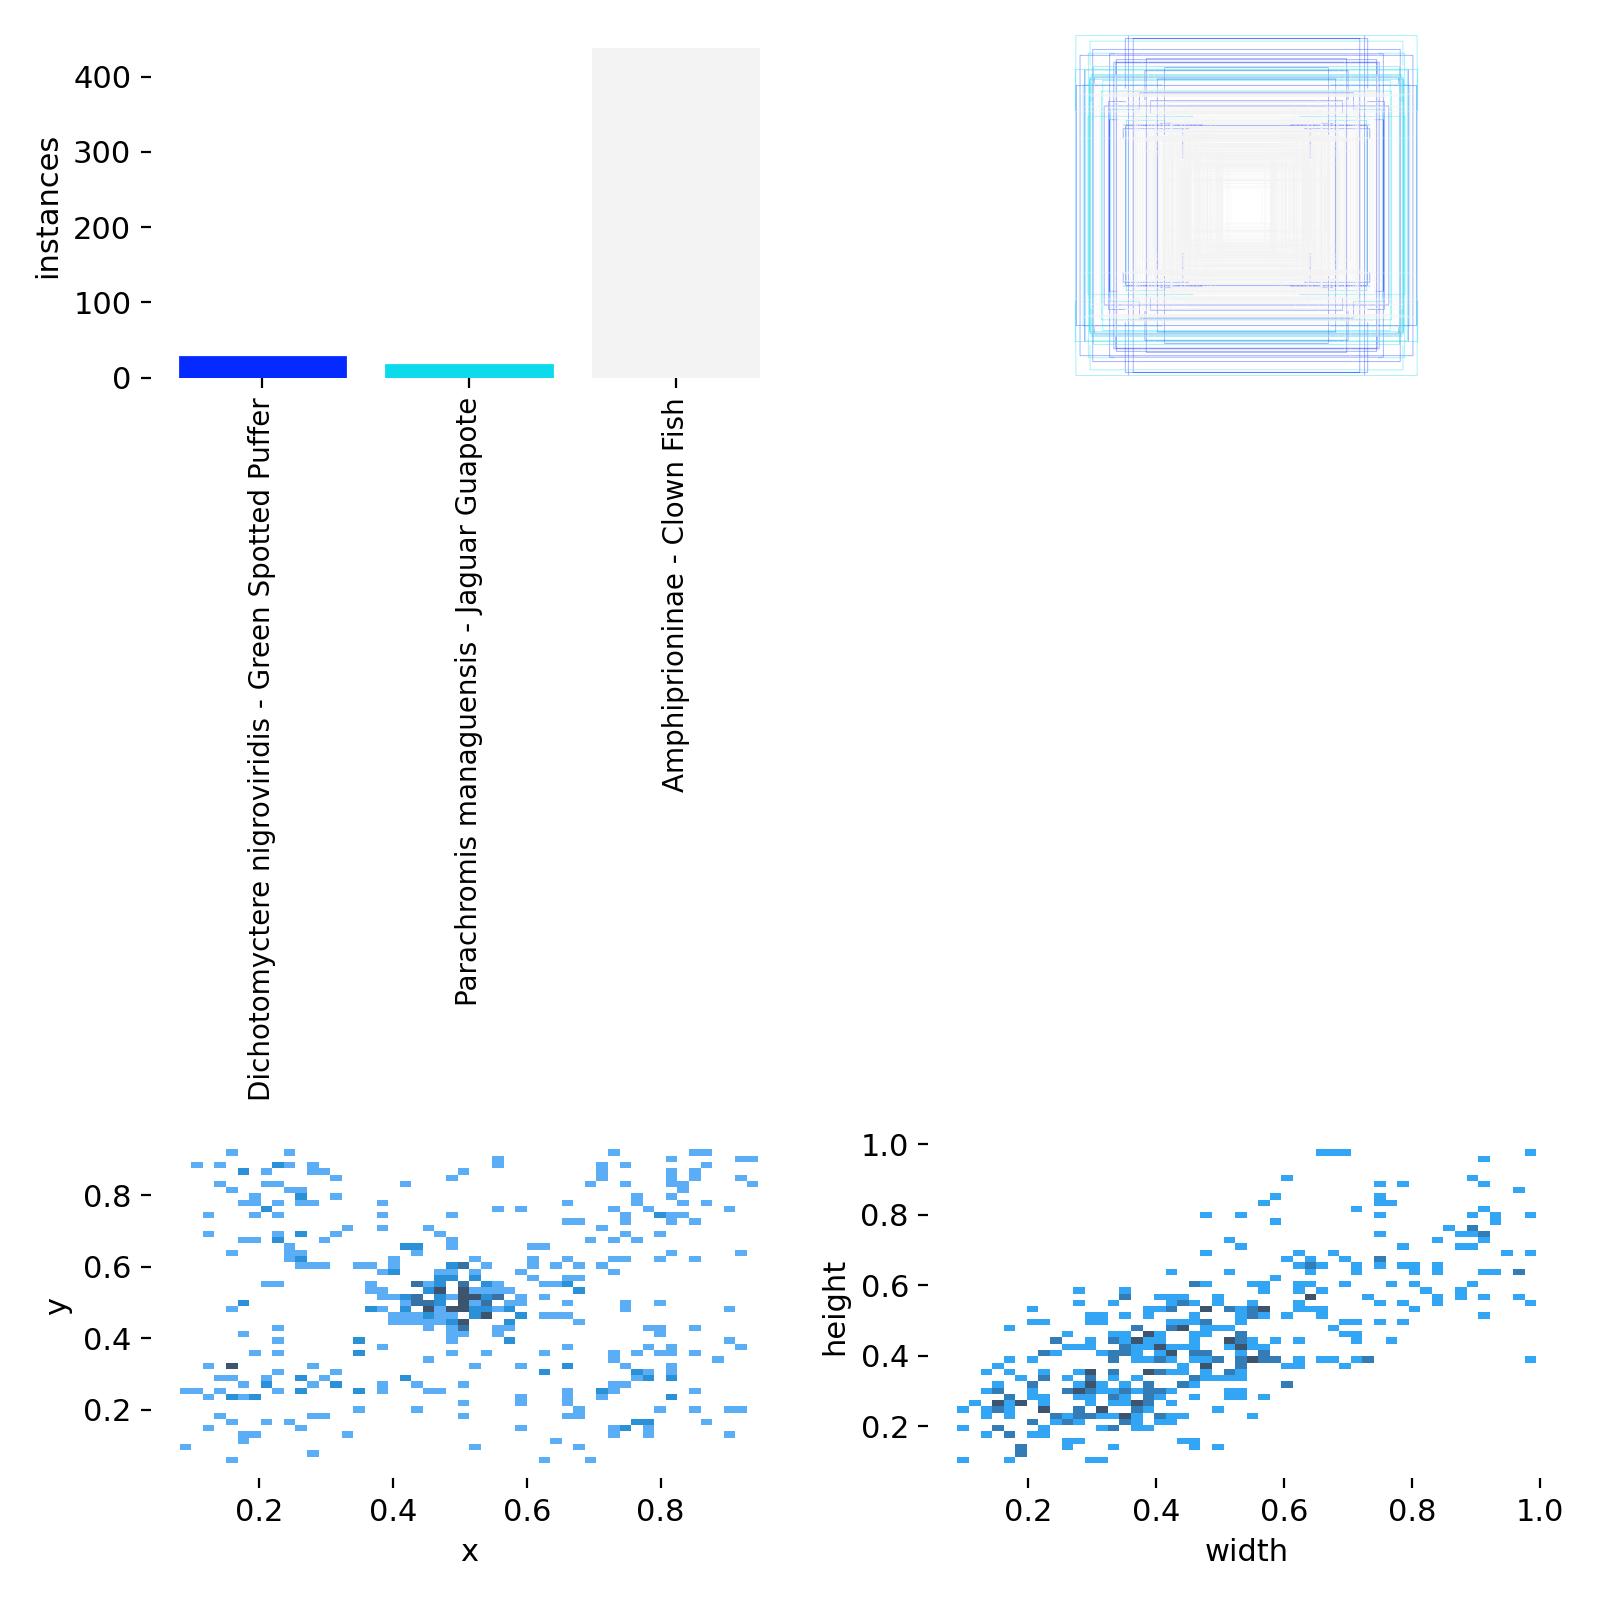 400
300
200
100
0
instances
Dichotomyctere nigroviridis - Green Spotted Puffer
Parachromis managuensis - Jaguar Guapote
Amphiprioninae - Clown Fish
0.8
0.6
0.4
0.2
y
0.2 0.4 0.6 0.8
x
1.0
0.8
0.6
0.4
0.2
height
0.2 0.4 0.6 0.8 1.0
width